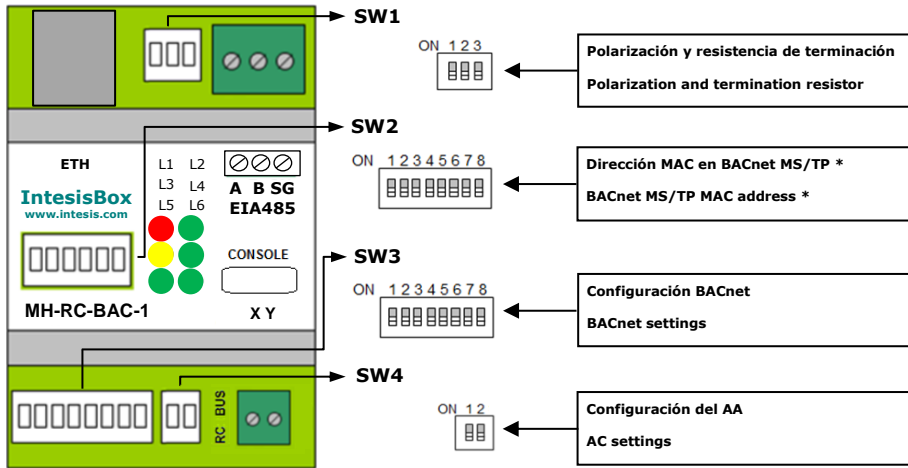 SW1
ON 1 2 3
Polarización y resistencia de terminación
Polarization and termination resistor
SW2
ETH
L1 L2
L3 L4
L5 L6
A B SG
EIA485
IntesisBox
www.intesis.com
ON 1 2 3 4 5 6 7 8
Dirección MAC en BACnet MS/TP *
BACnet MS/TP MAC address *
CONSOLE
SW3
MH-RC-BAC-1
X Y
ON 1 2 3 4 5 6 7 8
Configuración BACnet
BACnet settings
SW4
RC BUS
ON 1 2
Configuración del AA
AC settings